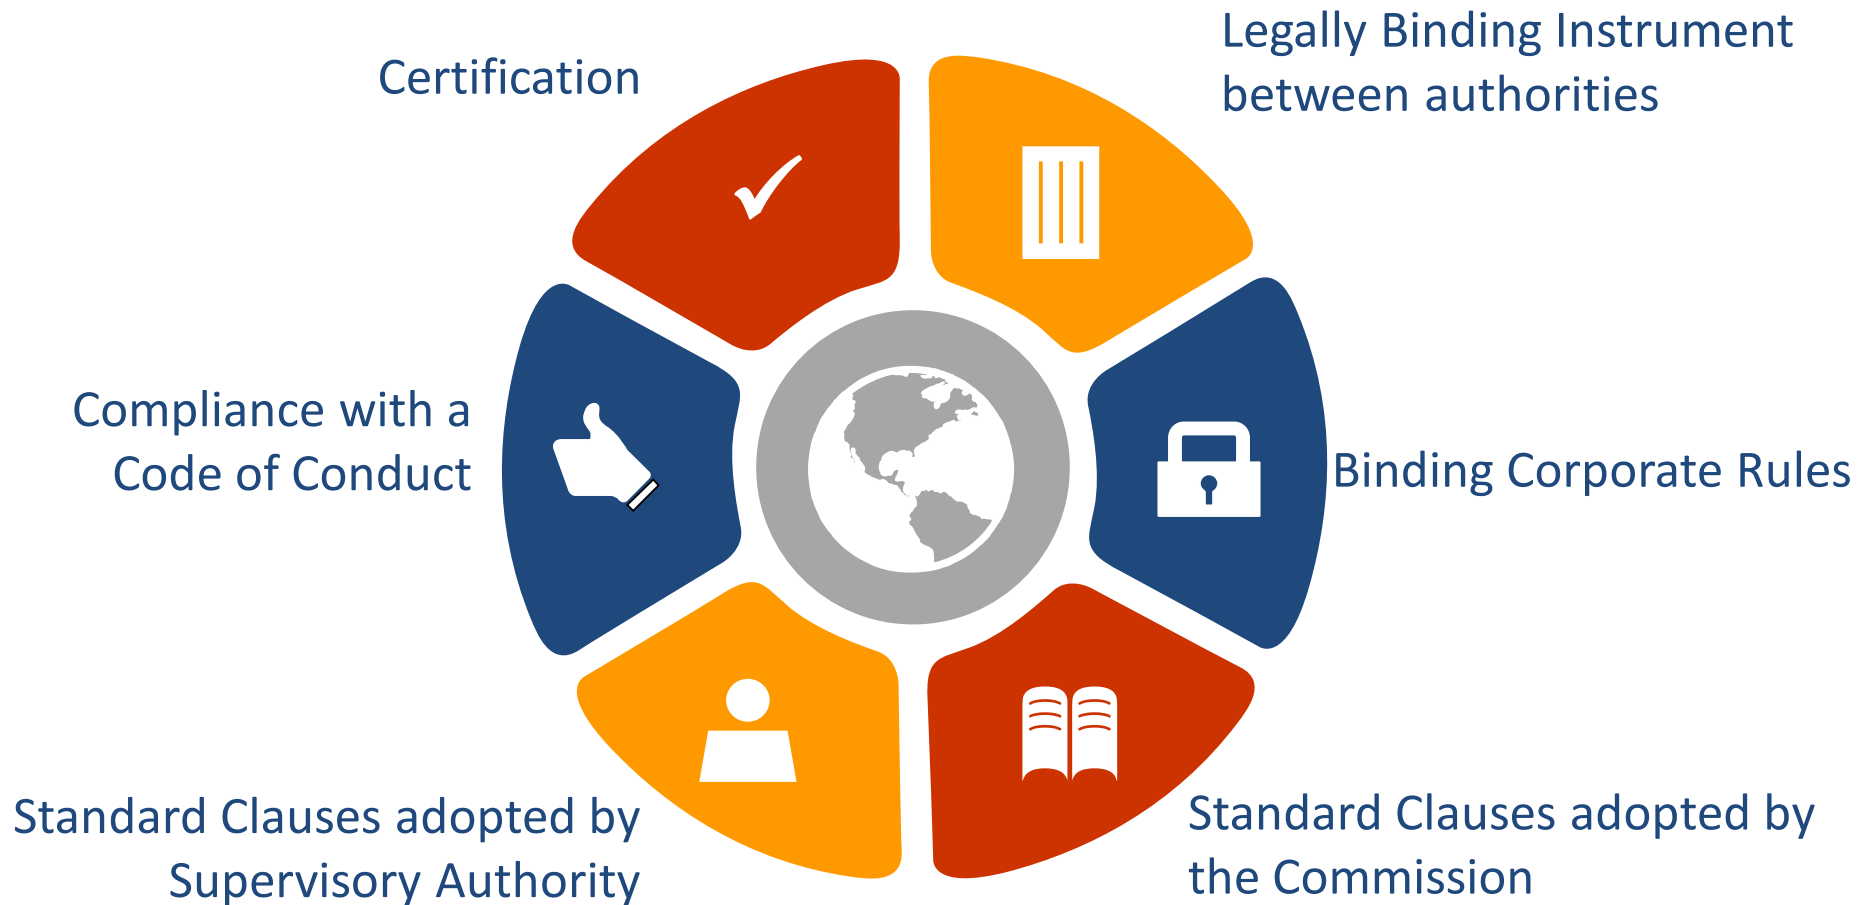 Certification
Legally Binding Instrument
between authorities
Compliance with a
Code of Conduct
Binding Corporate Rules
Standard Clauses adopted by
Supervisory Authority
Standard Clauses adopted by
the Commission